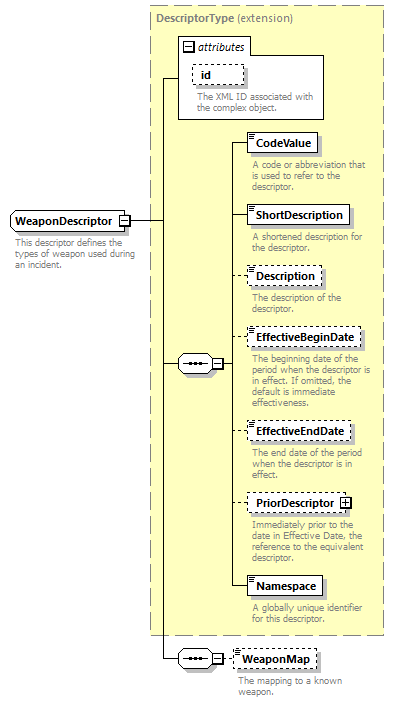 DescriptorType (extension)
attributes
id
The XML ID associated with
the complex object.
CodeValue
A code or abbreviation that
is used to refer to the
descriptor.
WeaponDescriptor
This descriptor defines the
types of weapon used during
an incident.
ShortDescription
A shortened description for
the descriptor.
Description
The description of the
descriptor.
EffectiveBeginDate
The beginning date of the
period when the descriptor is
in effect. If omitted, the
default is immediate
effectiveness.
EffectiveEndDate
The end date of the period
when the descriptor is in
effect.
PriorDescriptor
Immediately prior to the
date in Effective Date, the
reference to the equivalent
descriptor.
Namespace
A globally unique identifier
for this descriptor.
WeaponMap
The mapping to a known
weapon.